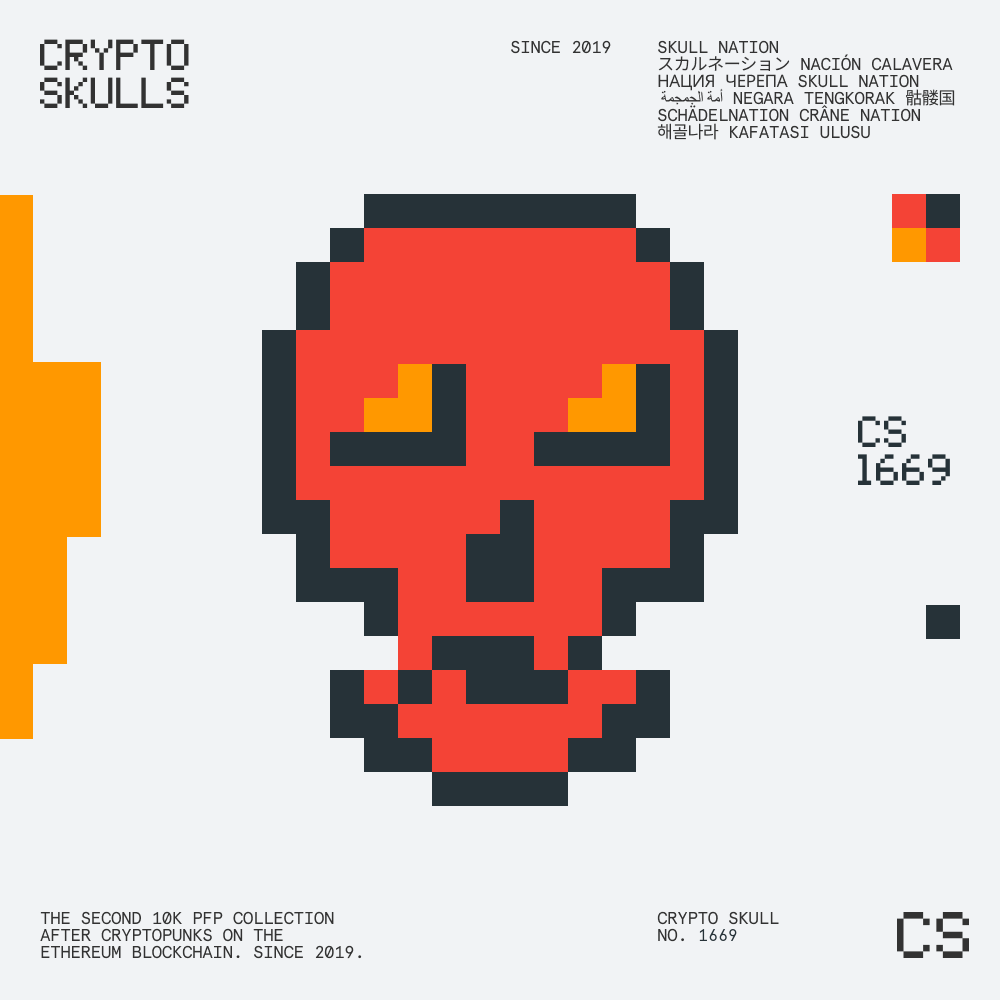 CRYPTO
SKULLS
SINCE 2019
SKULL NATION
スカルネーション NACIÓN CALAVERA
НАЦИЯ ЧЕРЕПА SKULL NATION
أمة الجمجمة NEGARA TENGKORAK 骷髅国
SCHÄDELNATION CRÂNE NATION
해골나라 KAFATASI ULUSU
CS
1669
THE SECOND 10K PFP COLLECTION
AFTER CRYPTOPUNKS ON THE
ETHEREUM BLOCKCHAIN. SINCE 2019.
CRYPTO SKULL
NO. 1669
CS